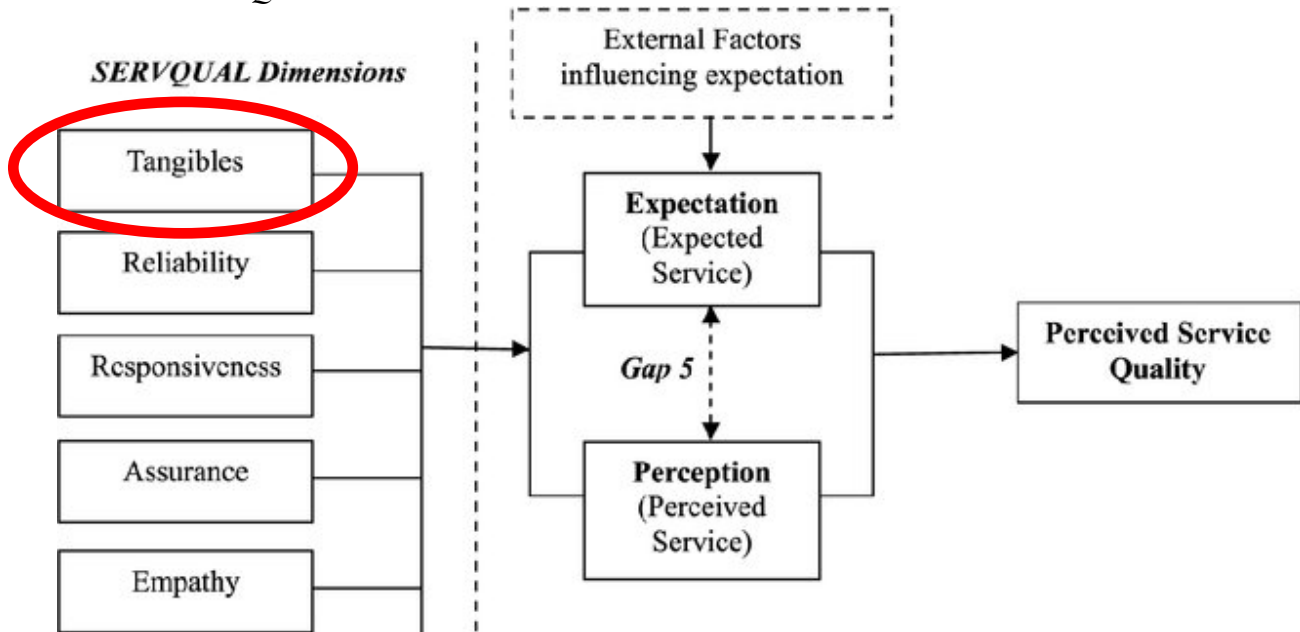 SERVQUAL Dimensions
Tangibles
Reliability
Responsiveness
Assurance
Empathy
External Factors
influencing expectation
Expectation
(Expected
Service)
Gap 5
Perception
(Perceived
Service)
Perceived Service
Quality